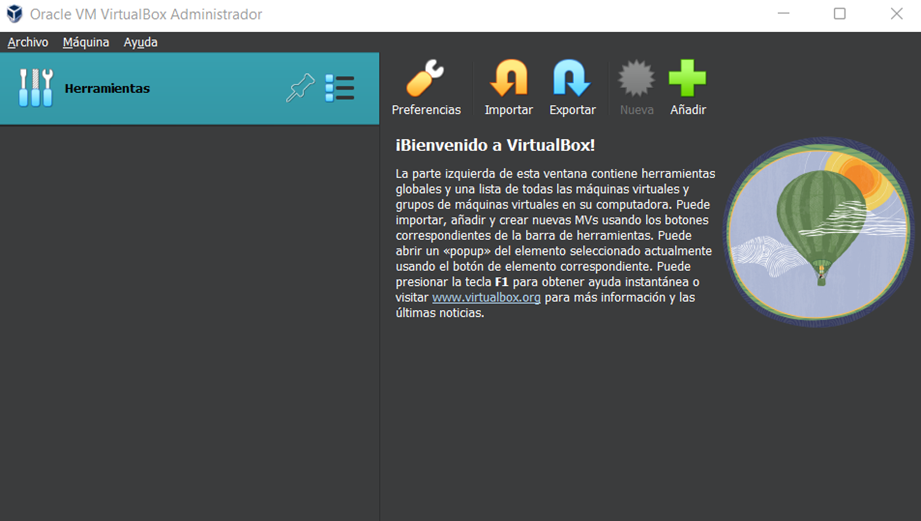 Oracle VM VirtualBox Administrador
Archivo Máquina Ayuda
Herramientas
Preferencias Importar Exportar Nueva Añadir
¡Bienvenido a VirtualBox!
La parte izquierda de esta ventana contiene herramientas
globales y una lista de todas las máquinas virtuales y
grupos de máquinas virtuales en su computadora. Puede
importar, añadir y crear nuevas MVs usando los botones
correspondientes de la barra de herramientas. Puede
abrir un «popup» del elemento seleccionado actualmente
usando el botón de elemento correspondiente. Puede
presionar la tecla F1 para obtener ayuda instantánea o
visitar www.virtualbox.org para más información y las
últimas noticias.